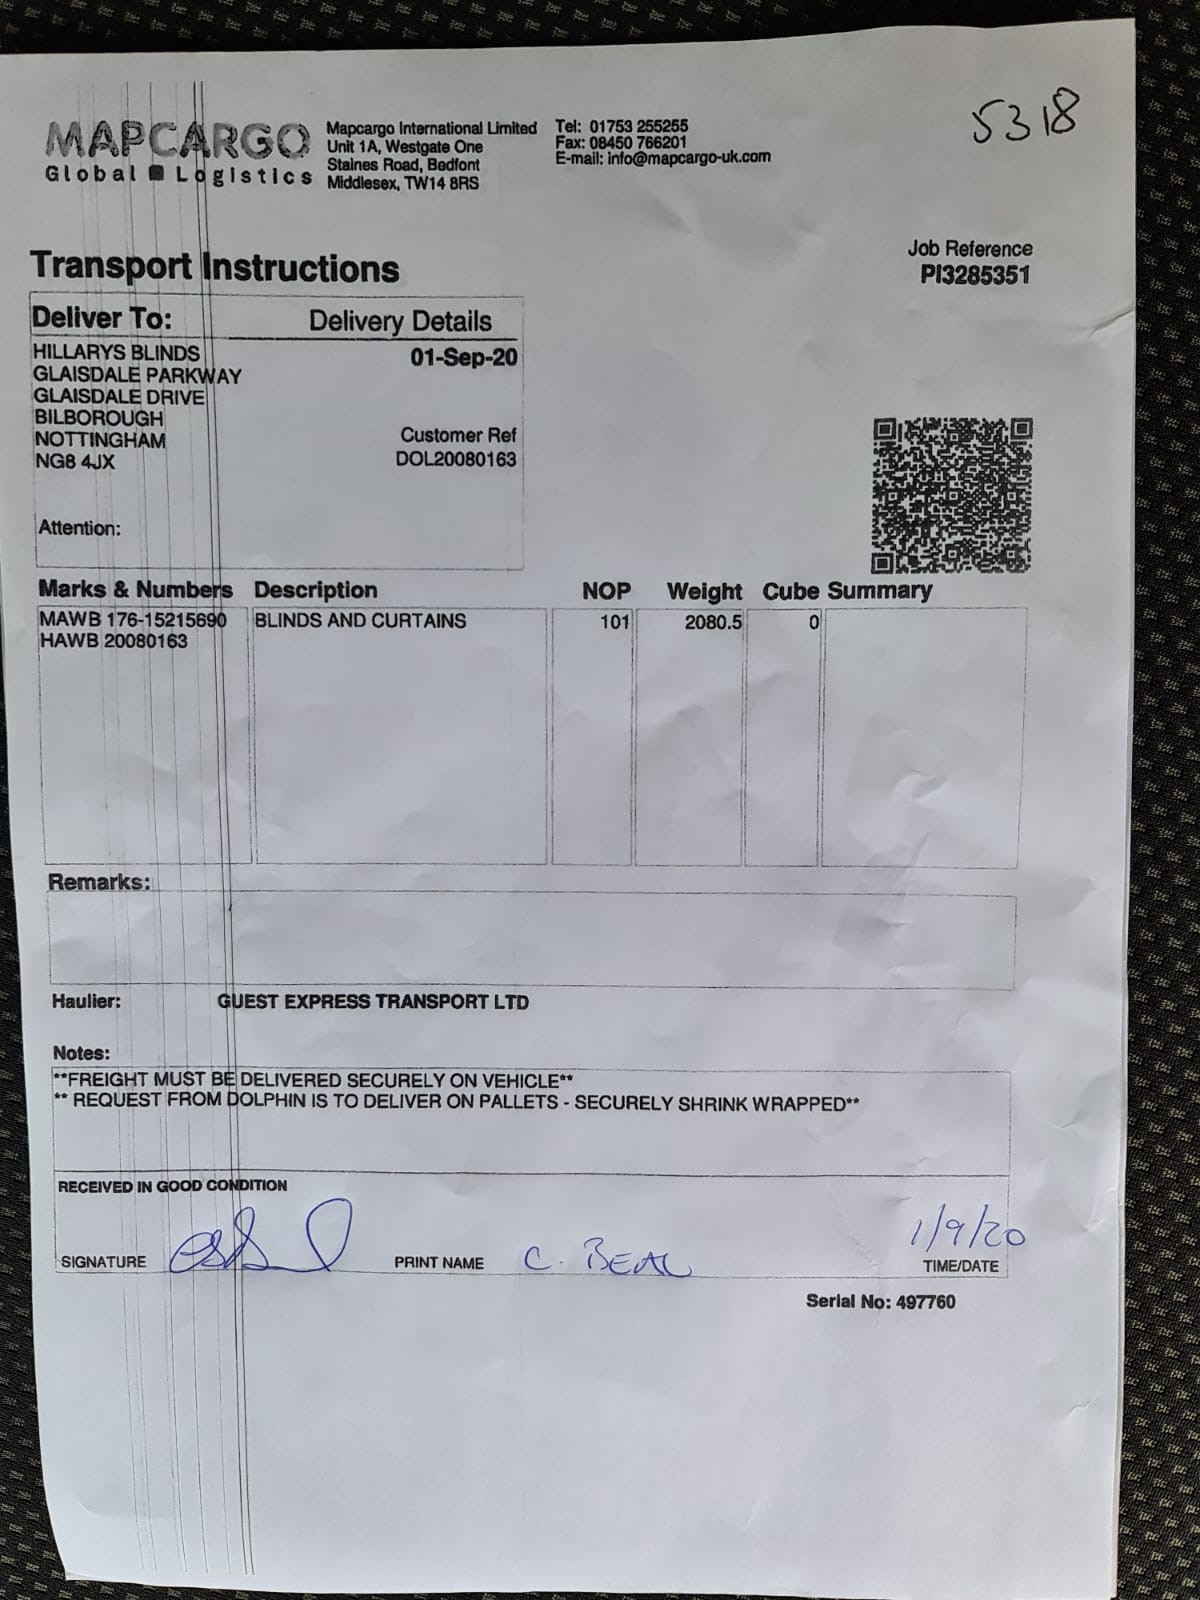 5318
MAPCARGO
Global Logistics
Mapcargo International Limited
Unit 1A, Westgate One
Staines Road, Bedfont
Middlesex, TW14 8RS
Tel: 01753 255255
Fax: 08450 766201
E-mail: info@mapcargo-uk.com
Job Reference
PI3285351
Transport Instructions
Deliver To: Delivery Details
HILLARYS BLINDS 01-Sep-20
GLAISDALE PARKWAY
GLAISDALE DRIVE
BILBOROUGH
NOTTINGHAM Customer Ref
NG8 4JX DOL20080163
Attention:
Marks & Numbers Description NOP Weight Cube Summary
MAWB 176-15215690 BLINDS AND CURTAINS 101 2080.5 0
HAWB 20080163
Remarks:
Haulier: GUEST EXPRESS TRANSPORT LTD
Notes:
**FREIGHT MUST BE DELIVERED SECURELY ON VEHICLE**
** REQUEST FROM DOLPHIN IS TO DELIVER ON PALLETS - SECURELY SHRINK WRAPPED**
RECEIVED IN GOOD CONDITION
1/9/20
SIGNATURE PRINT NAME C. BEAL TIME/DATE
Serial No: 497760